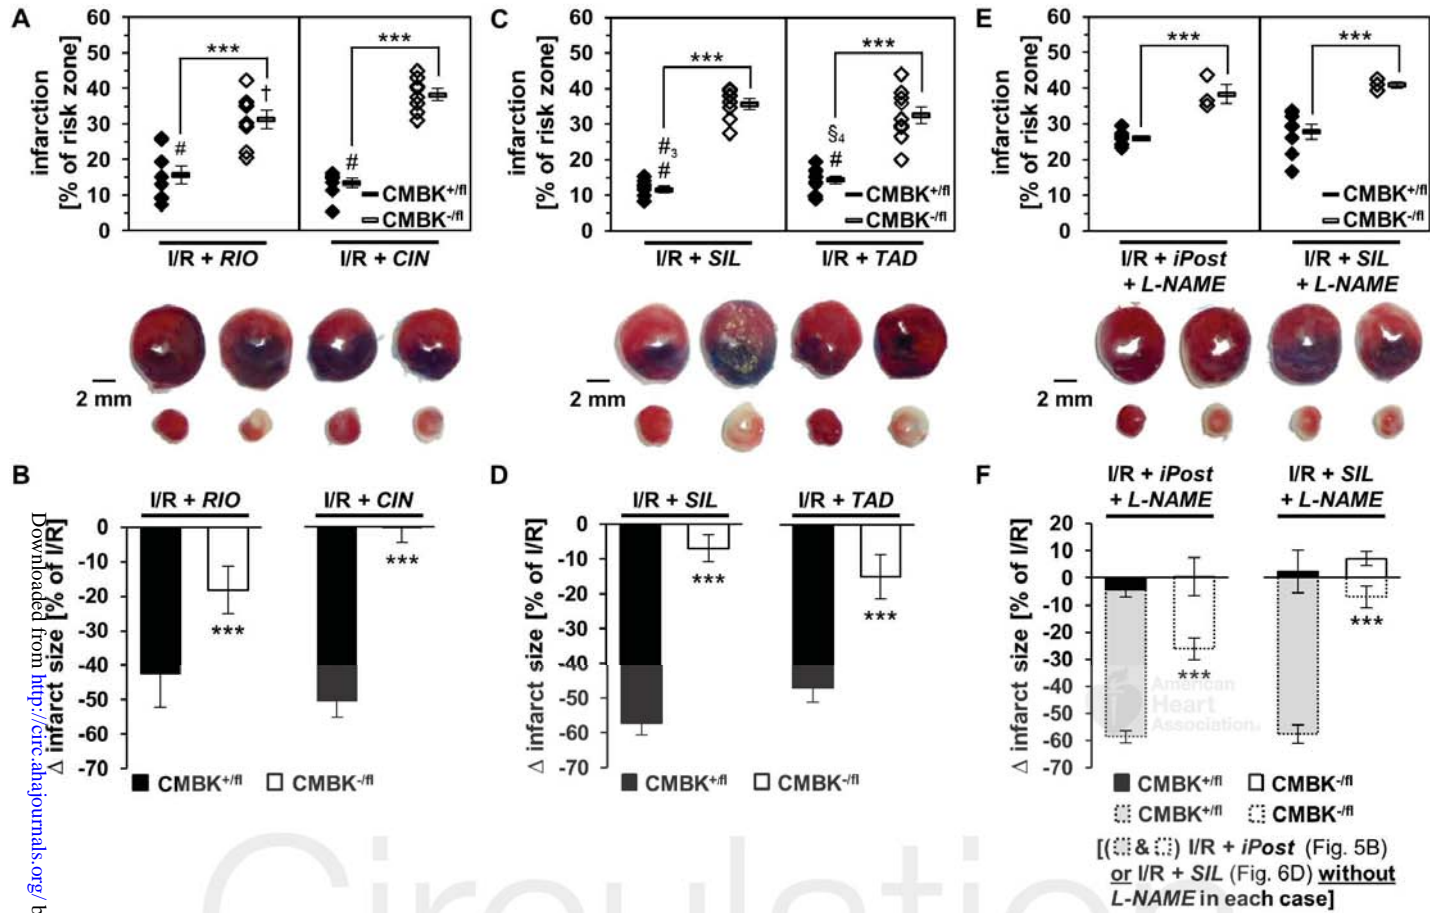 A
infarction
[% of risk zone]
60
50
40
30
20
10
0
***
***
#
†
#
CMBK+/fl
CMBK-/fl
I/R + RIO
I/R + CIN
2 mm
C
infarction
[% of risk zone]
60
50
40
30
20
10
0
***
***
#3
#
§4
#
CMBK+/fl
CMBK-/fl
I/R + SIL
I/R + TAD
2 mm
E
infarction
[% of risk zone]
60
50
40
30
20
10
0
***
***
CMBK+/fl
CMBK-/fl
I/R + iPost
+ L-NAME
I/R + SIL
+ L-NAME
2 mm
B
I/R + RIO
I/R + CIN
Δ infarct size [% of I/R]
0
-10
-20
-30
-40
-50
-60
-70
***
***
CMBK+/fl
CMBK-/fl
D
I/R + SIL
I/R + TAD
Δ infarct size [% of I/R]
0
-10
-20
-30
-40
-50
-60
-70
***
***
CMBK+/fl
CMBK-/fl
F
I/R + iPost
+ L-NAME
I/R + SIL
+ L-NAME
Δ infarct size [% of I/R]
20
10
0
-10
-20
-30
-40
-50
-60
-70
***
***
American
Heart
Association®
CMBK+/fl
CMBK-/fl
CMBK+/fl
CMBK-/fl
[( & ) I/R + iPost (Fig. 5B)
or I/R + SIL (Fig. 6D) without
L-NAME in each case]
Downloaded from http://circ.ahajournals.org/ b
Circulation